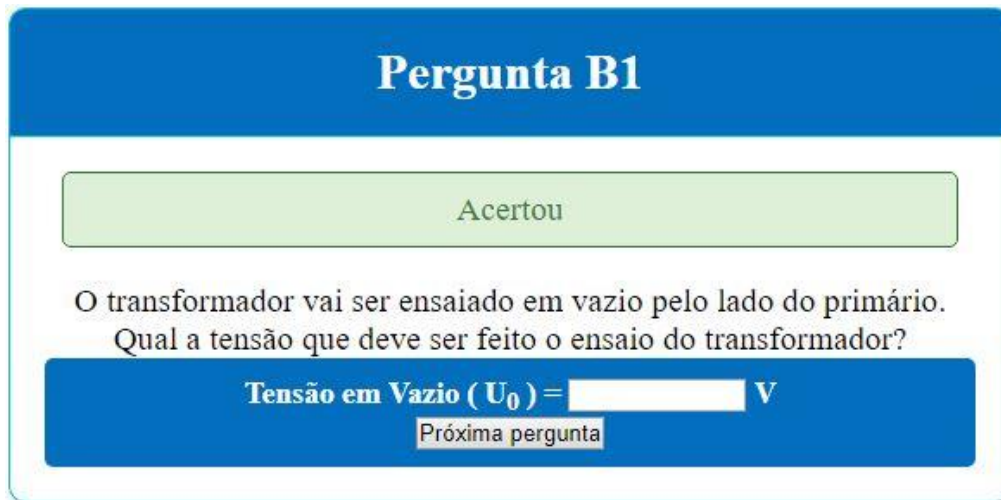 Pergunta B1
Acertou
O transformador vai ser ensaiado em vazio pelo lado do primário.
Qual a tensão que deve ser feito o ensaio do transformador?
Tensão em Vazio ( U₀ ) = V
Próxima pergunta